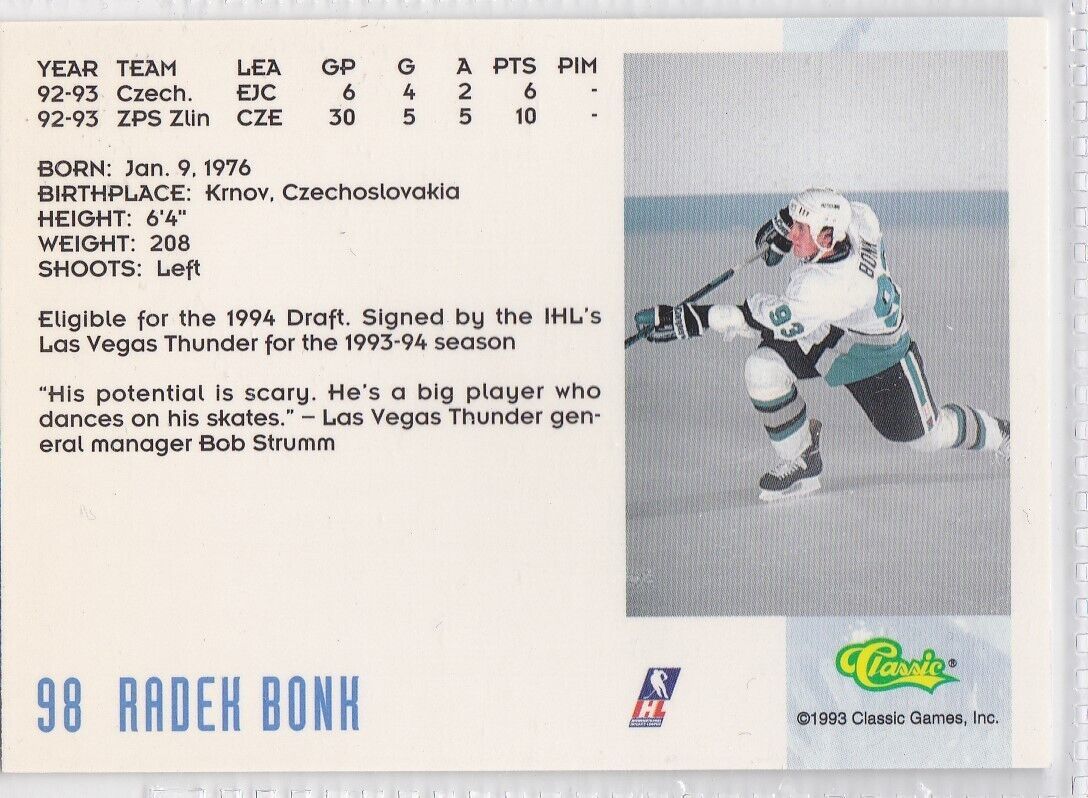 YEAR TEAM LEA GP G A PTS PIM
92-93 Czech. EJC 6 4 2 6 -
92-93 ZPS Zlin CZE 30 5 5 10 -
BORN: Jan. 9, 1976
BIRTHPLACE: Krnov, Czechoslovakia
HEIGHT: 6'4"
WEIGHT: 208
SHOOTS: Left
Eligible for the 1994 Draft. Signed by the IHL's
Las Vegas Thunder for the 1993-94 season
“His potential is scary. He's a big player who
dances on his skates.” – Las Vegas Thunder gen-
eral manager Bob Strumm
BONK
93
98 RADEK BONK
IHL
Classic®
©1993 Classic Games, Inc.